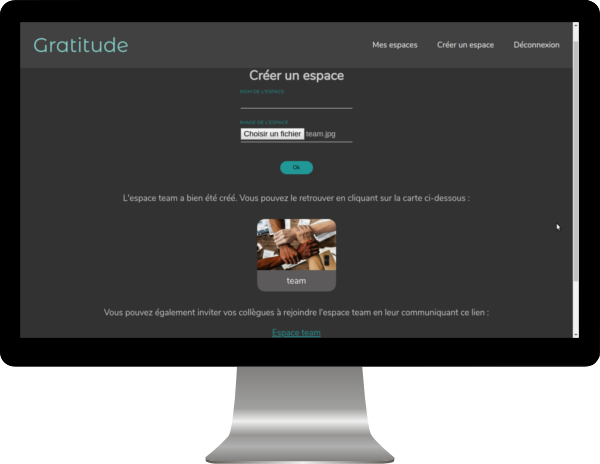 Gratitude
Mes espaces Créer un espace Déconnexion
Créer un espace
NOM DE L'ESPACE
IMAGE DE L'ESPACE
Choisir un fichier team.jpg
Ok
L'espace team a bien été créé. Vous pouvez le retrouver en cliquant sur la carte ci-dessous :
team
Vous pouvez également inviter vos collègues à rejoindre l'espace team en leur communiquant ce lien :
Espace team